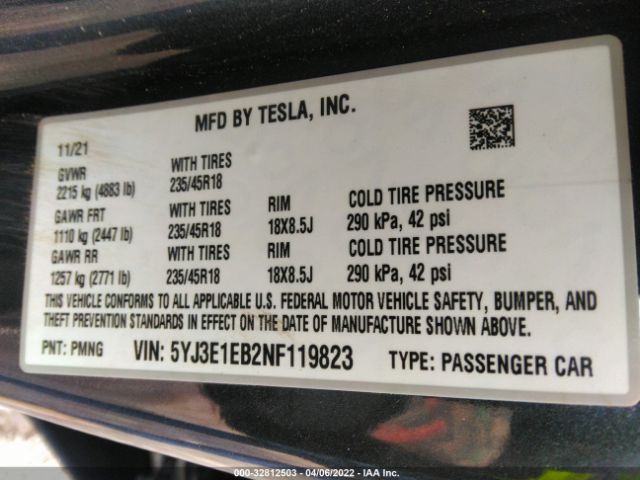 MFD BY TESLA, INC.
11/21
GVWR WITH TIRES
2215 kg (4883 lb) 235/45R18
GAWR FRT WITH TIRES RIM COLD TIRE PRESSURE
1110 kg (2447 lb) 235/45R18 18X8.5J 290 kPa, 42 psi
GAWR RR WITH TIRES RIM COLD TIRE PRESSURE
1257 kg (2771 lb) 235/45R18 18X8.5J 290 kPa, 42 psi
THIS VEHICLE CONFORMS TO ALL APPLICABLE U.S. FEDERAL MOTOR VEHICLE SAFETY, BUMPER, AND
THEFT PREVENTION STANDARDS IN EFFECT ON THE DATE OF MANUFACTURE SHOWN ABOVE.
PNT: PMNG VIN: 5YJ3E1EB2NF119823 TYPE: PASSENGER CAR
000-32812503 - 04/06/2022 - IAA Inc.